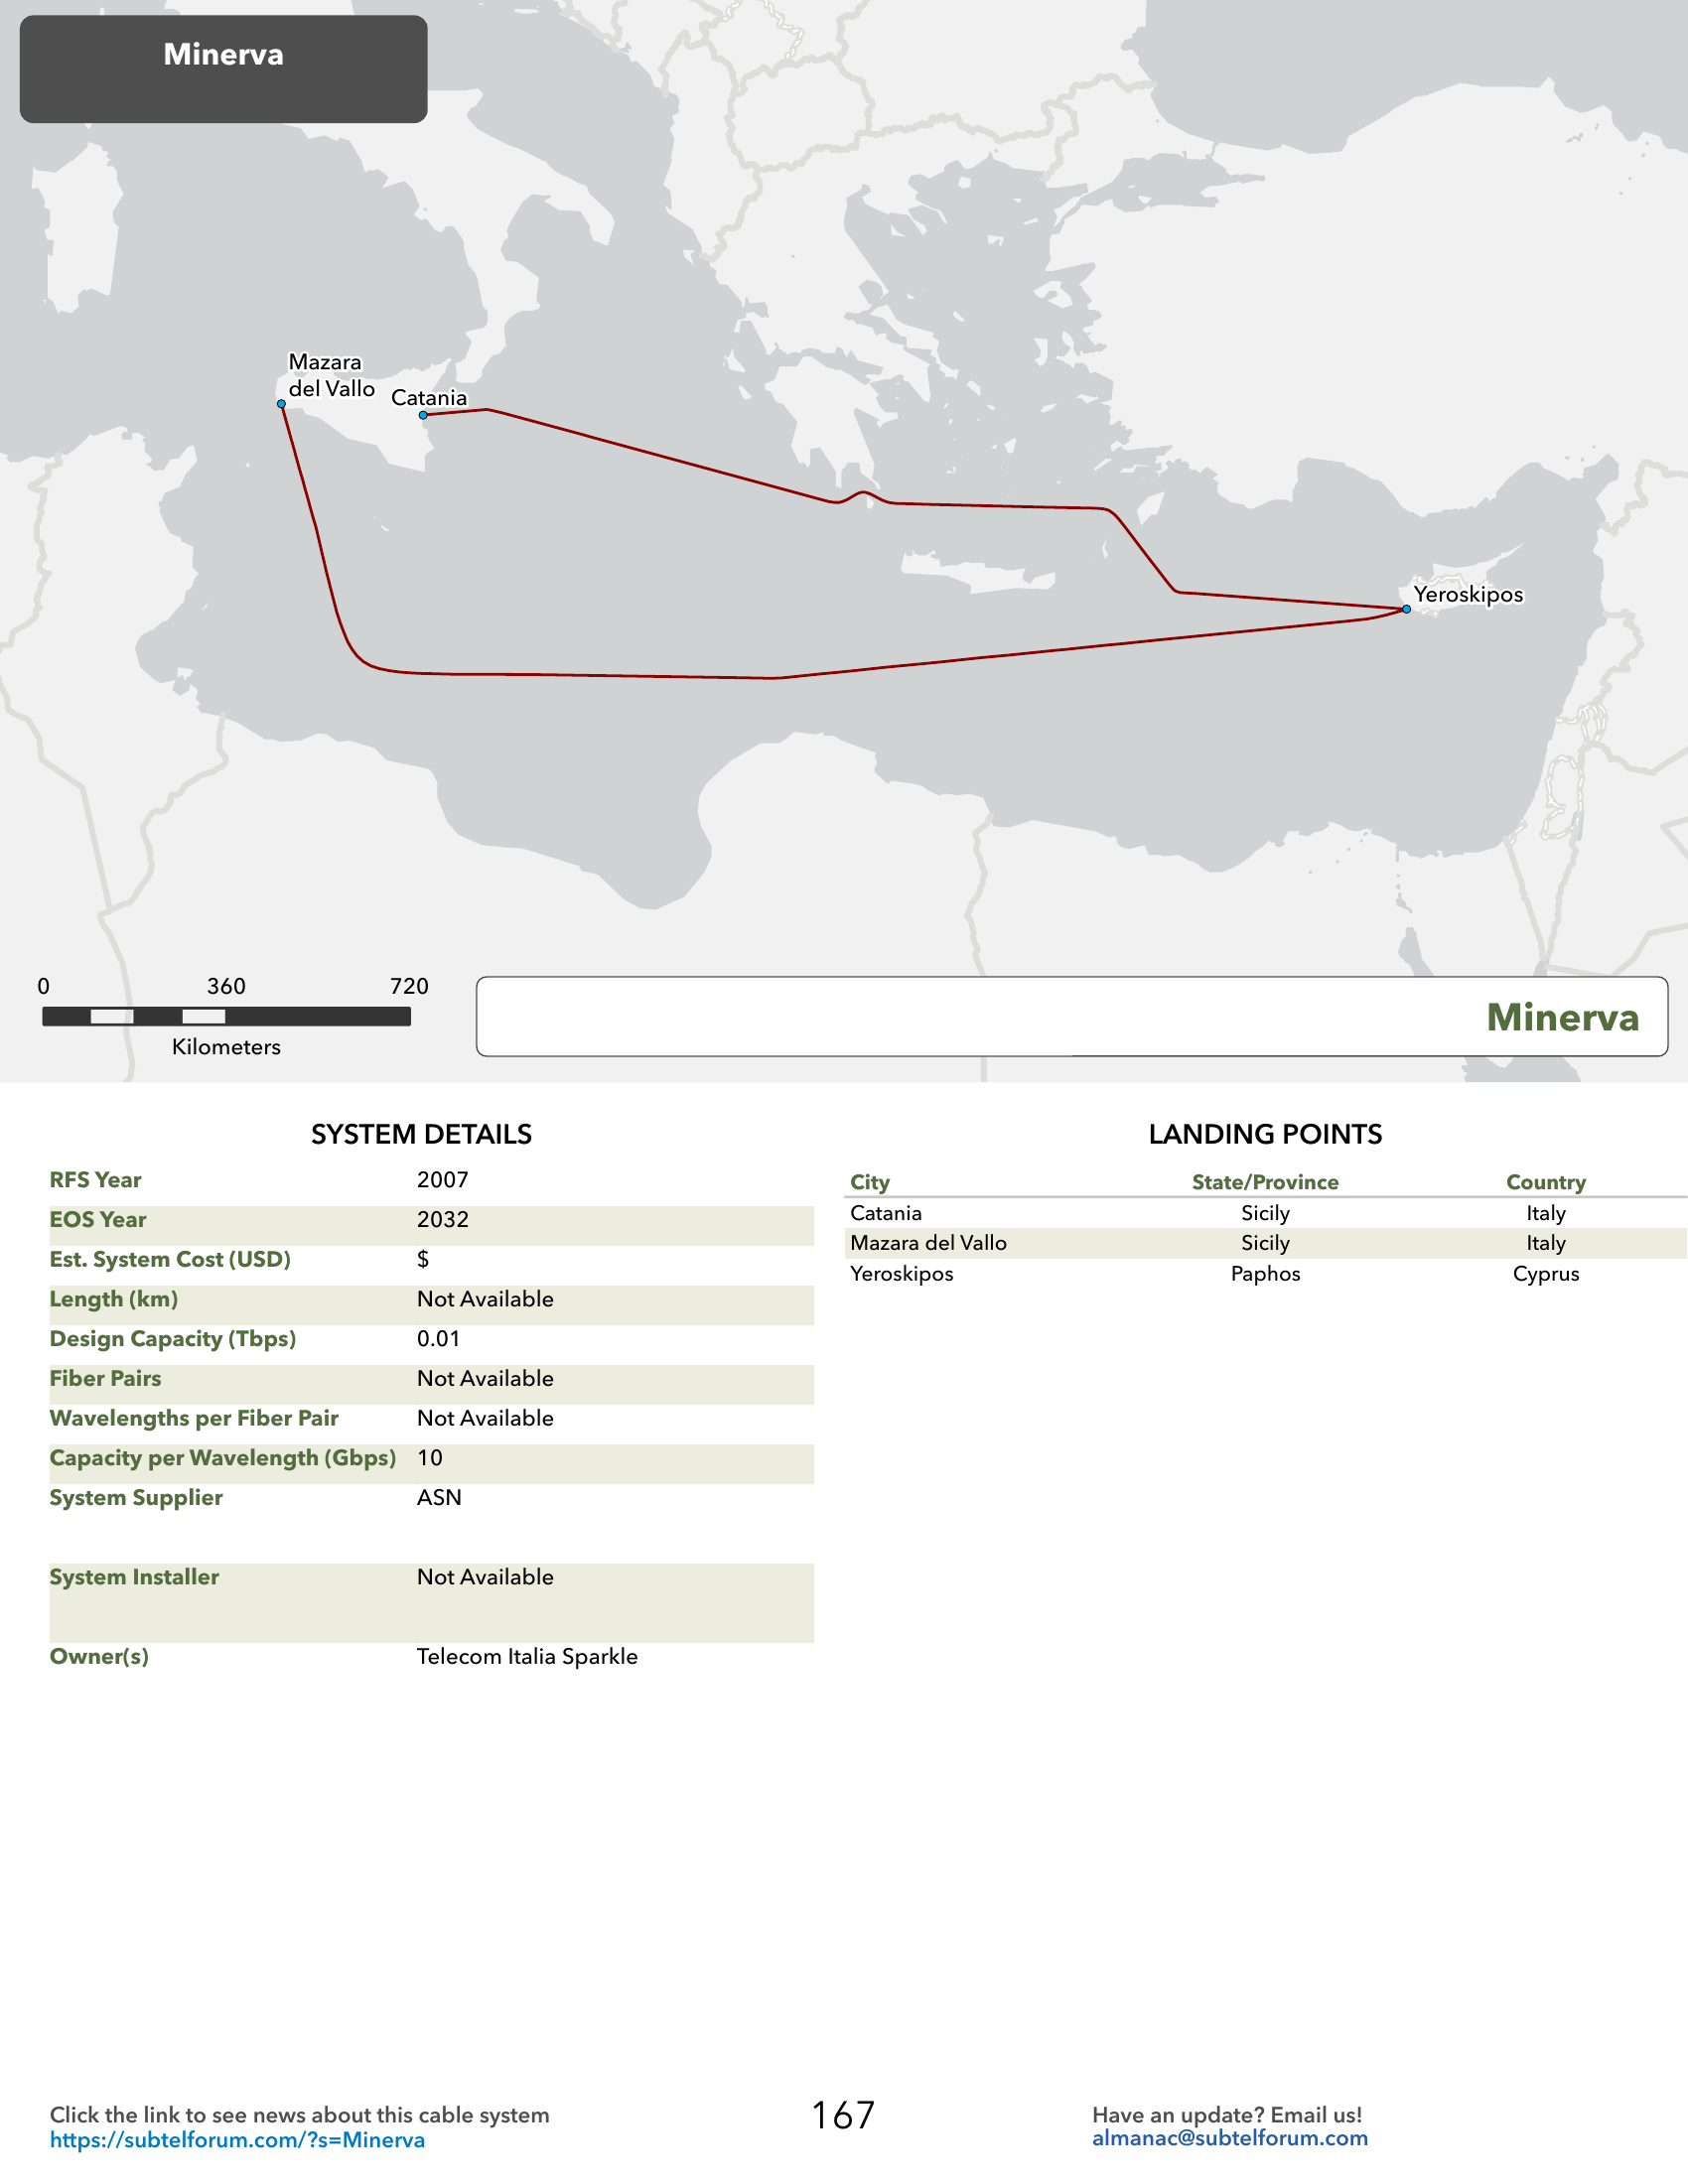 Minerva
Mazara
del Vallo
Catania
Yeroskipos
0 360 720
Kilometers
Minerva
SYSTEM DETAILS
RFS Year 2007
EOS Year 2032
Est. System Cost (USD) $
Length (km) Not Available
Design Capacity (Tbps) 0.01
Fiber Pairs Not Available
Wavelengths per Fiber Pair Not Available
Capacity per Wavelength (Gbps) 10
System Supplier ASN
System Installer Not Available
Owner(s) Telecom Italia Sparkle
LANDING POINTS
City State/Province Country
Catania Sicily Italy
Mazara del Vallo Sicily Italy
Yeroskipos Paphos Cyprus
Click the link to see news about this cable system
https://subtelforum.com/?s=Minerva
167
Have an update? Email us!
almanac@subtelforum.com